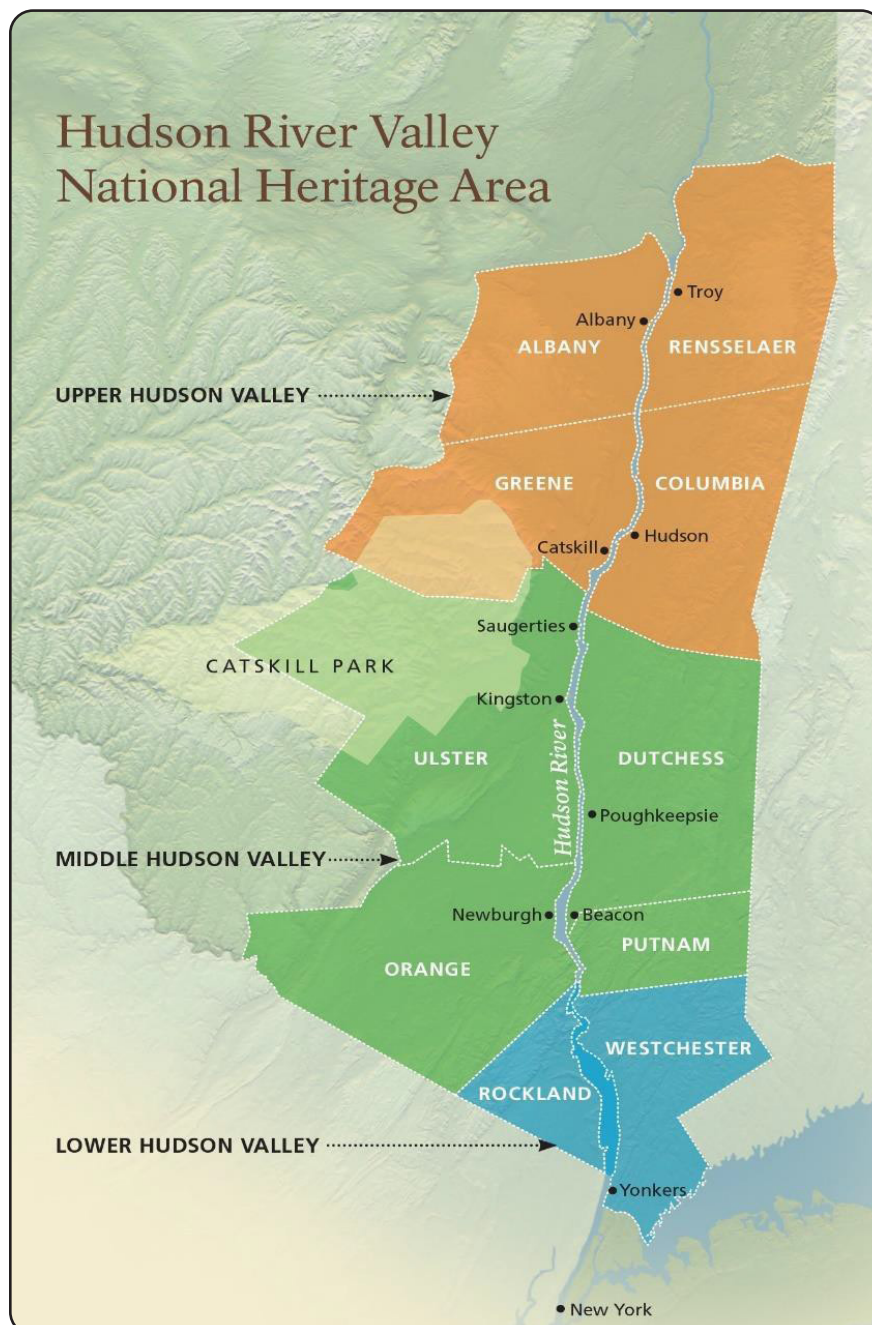 Hudson River Valley
National Heritage Area
Troy
Albany
ALBANY
RENSSELAER
UPPER HUDSON VALLEY
GREENE
COLUMBIA
Hudson
Catskill
Saugerties
CATSKILL PARK
Kingston
Hudson River
ULSTER
DUTCHESS
Poughkeepsie
MIDDLE HUDSON VALLEY
Newburgh
Beacon
PUTNAM
ORANGE
WESTCHESTER
ROCKLAND
LOWER HUDSON VALLEY
Yonkers
New York